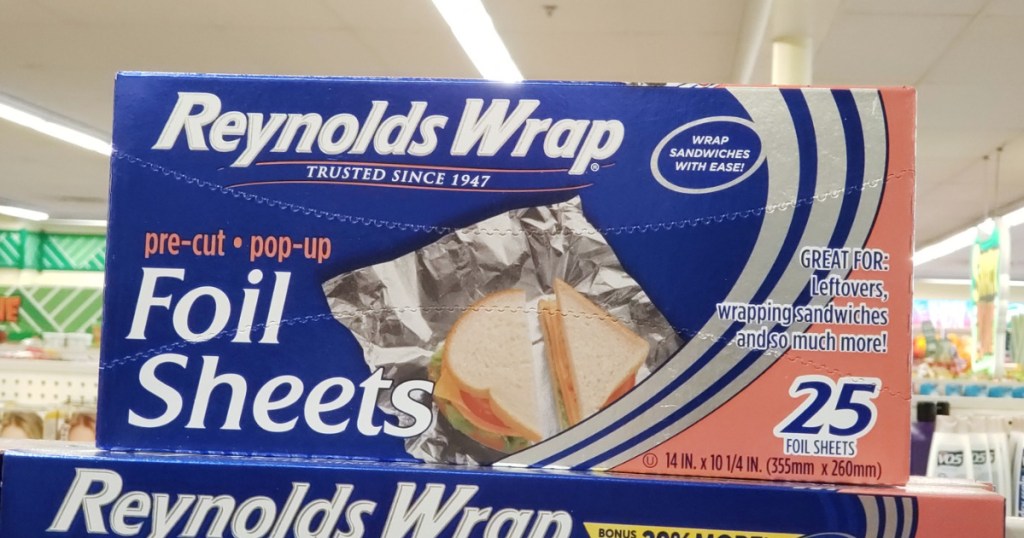 Reynolds Wrap®
TRUSTED SINCE 1947
WRAP
SANDWICHES
WITH EASE!
pre-cut • pop-up
Foil
Sheets
GREAT FOR:
Leftovers,
wrapping sandwiches
and so much more!
25
FOIL SHEETS
U 14 IN. x 10 1/4 IN. (355mm x 260mm)
Reynolds Wrap
BONUS
VO5